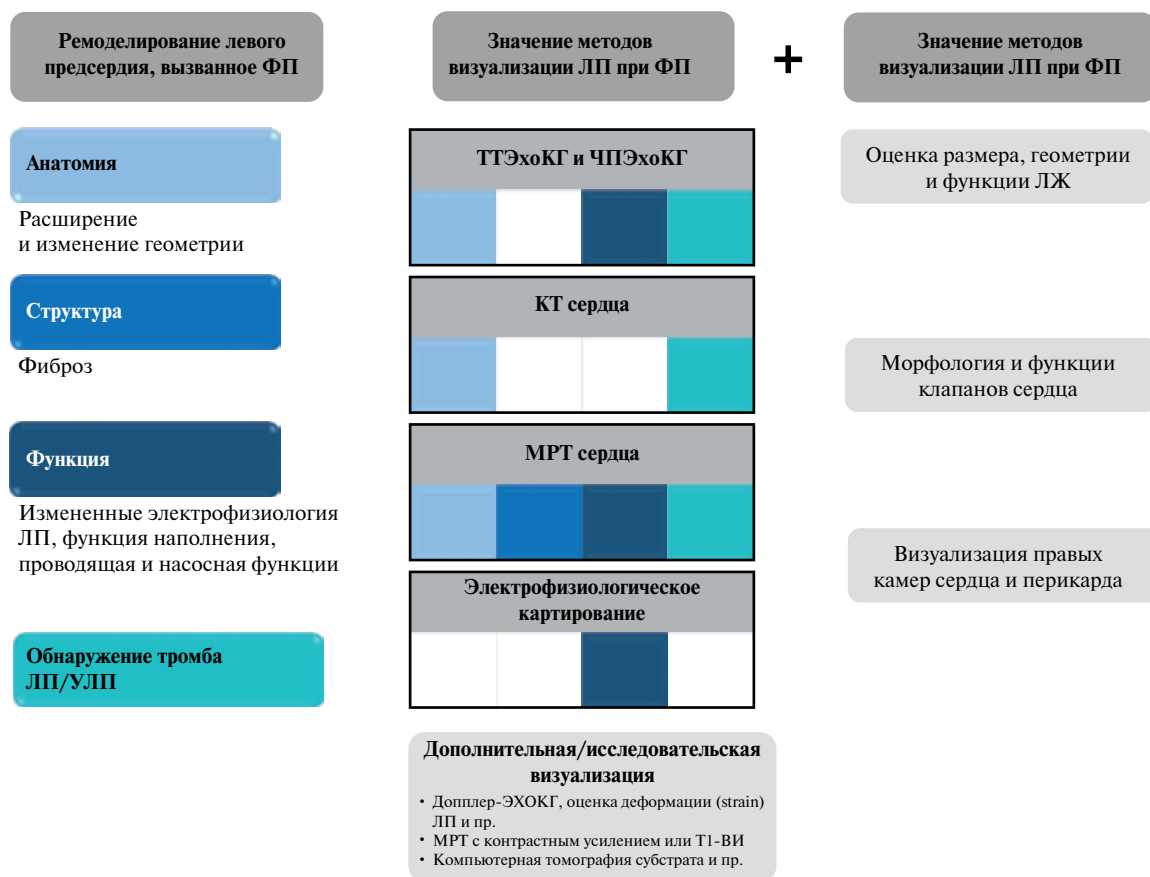 Ремоделирование левого
предсердия, вызванное ФП
Анатомия
Расширение
и изменение геометрии
Структура
Фиброз
Функция
Измененные электрофизиология
ЛП, функция наполнения,
проводящая и насосная функции
Обнаружение тромба
ЛП/УЛП
Значение методов
визуализации ЛП при ФП
ТТЭхоКГ и ЧПЭхоКГ
КТ сердца
МРТ сердца
Электрофизиологическое
картирование
Дополнительная/исследовательская
визуализация
• Допплер-ЭХОКГ, оценка деформации (strain)
ЛП и пр.
• МРТ с контрастным усилением или Т1-ВИ
• Компьютерная томография субстрата и пр.
+
Значение методов
визуализации ЛП при ФП
Оценка размера, геометрии
и функции ЛЖ
Морфология и функции
клапанов сердца
Визуализация правых
камер сердца и перикарда